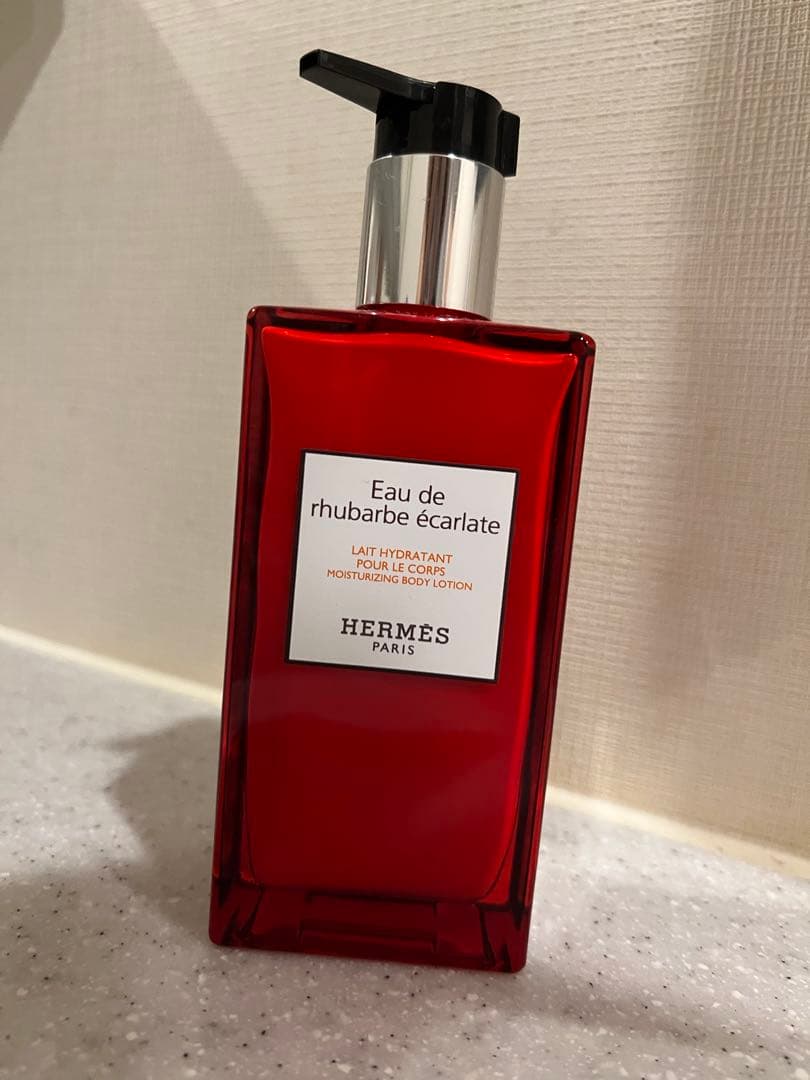 Eau de
rhubarbe écarlate
LAIT HYDRATANT
POUR LE CORPS
MOISTURIZING BODY LOTION
HERMÈS
PARIS